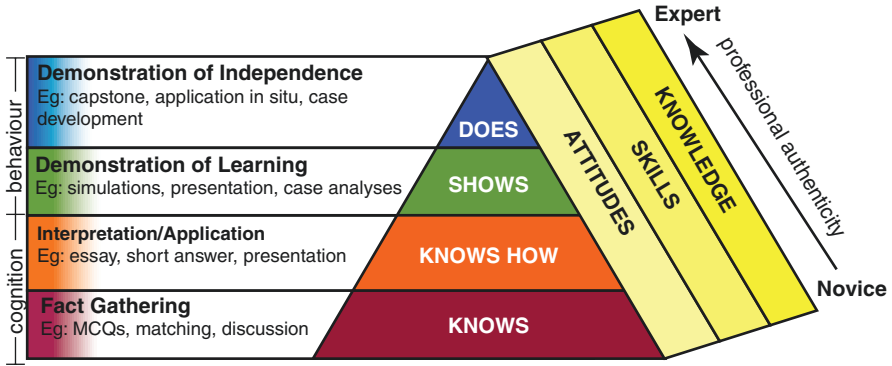 Expert
professional authenticity
Novice
behaviour
cognition
Demonstration of Independence
Eg: capstone, application in situ, case
development
DOES
Demonstration of Learning
Eg: simulations, presentation, case analyses
SHOWS
Interpretation/Application
Eg: essay, short answer, presentation
KNOWS HOW
Fact Gathering
Eg: MCQs, matching, discussion
KNOWS
ATTITUDES
SKILLS
KNOWLEDGE